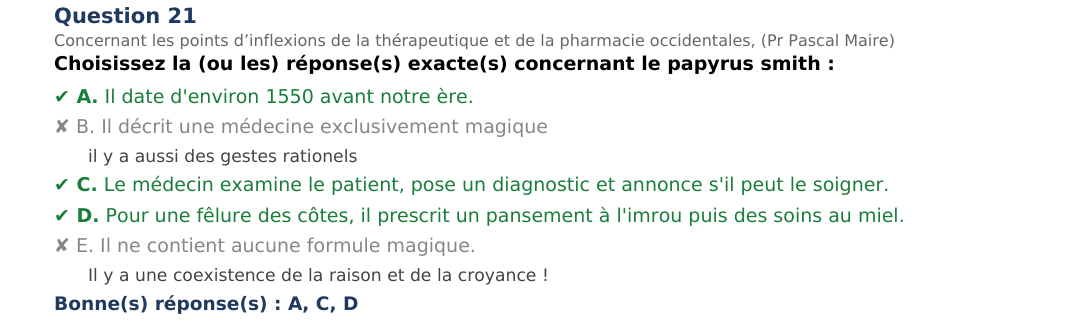 Question 21
Concernant les points d’inflexions de la thérapeutique et de la pharmacie occidentales, (Pr Pascal Maire)
Choisissez la (ou les) réponse(s) exacte(s) concernant le papyrus smith :
✔ A. Il date d'environ 1550 avant notre ère.
✘ B. Il décrit une médecine exclusivement magique
il y a aussi des gestes rationels
✔ C. Le médecin examine le patient, pose un diagnostic et annonce s'il peut le soigner.
✔ D. Pour une fêlure des côtes, il prescrit un pansement à l'imrou puis des soins au miel.
✘ E. Il ne contient aucune formule magique.
Il y a une coexistence de la raison et de la croyance !
Bonne(s) réponse(s) : A, C, D